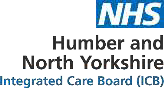 NHS
Humber and
North Yorkshire
Integrated Care Board (ICB)